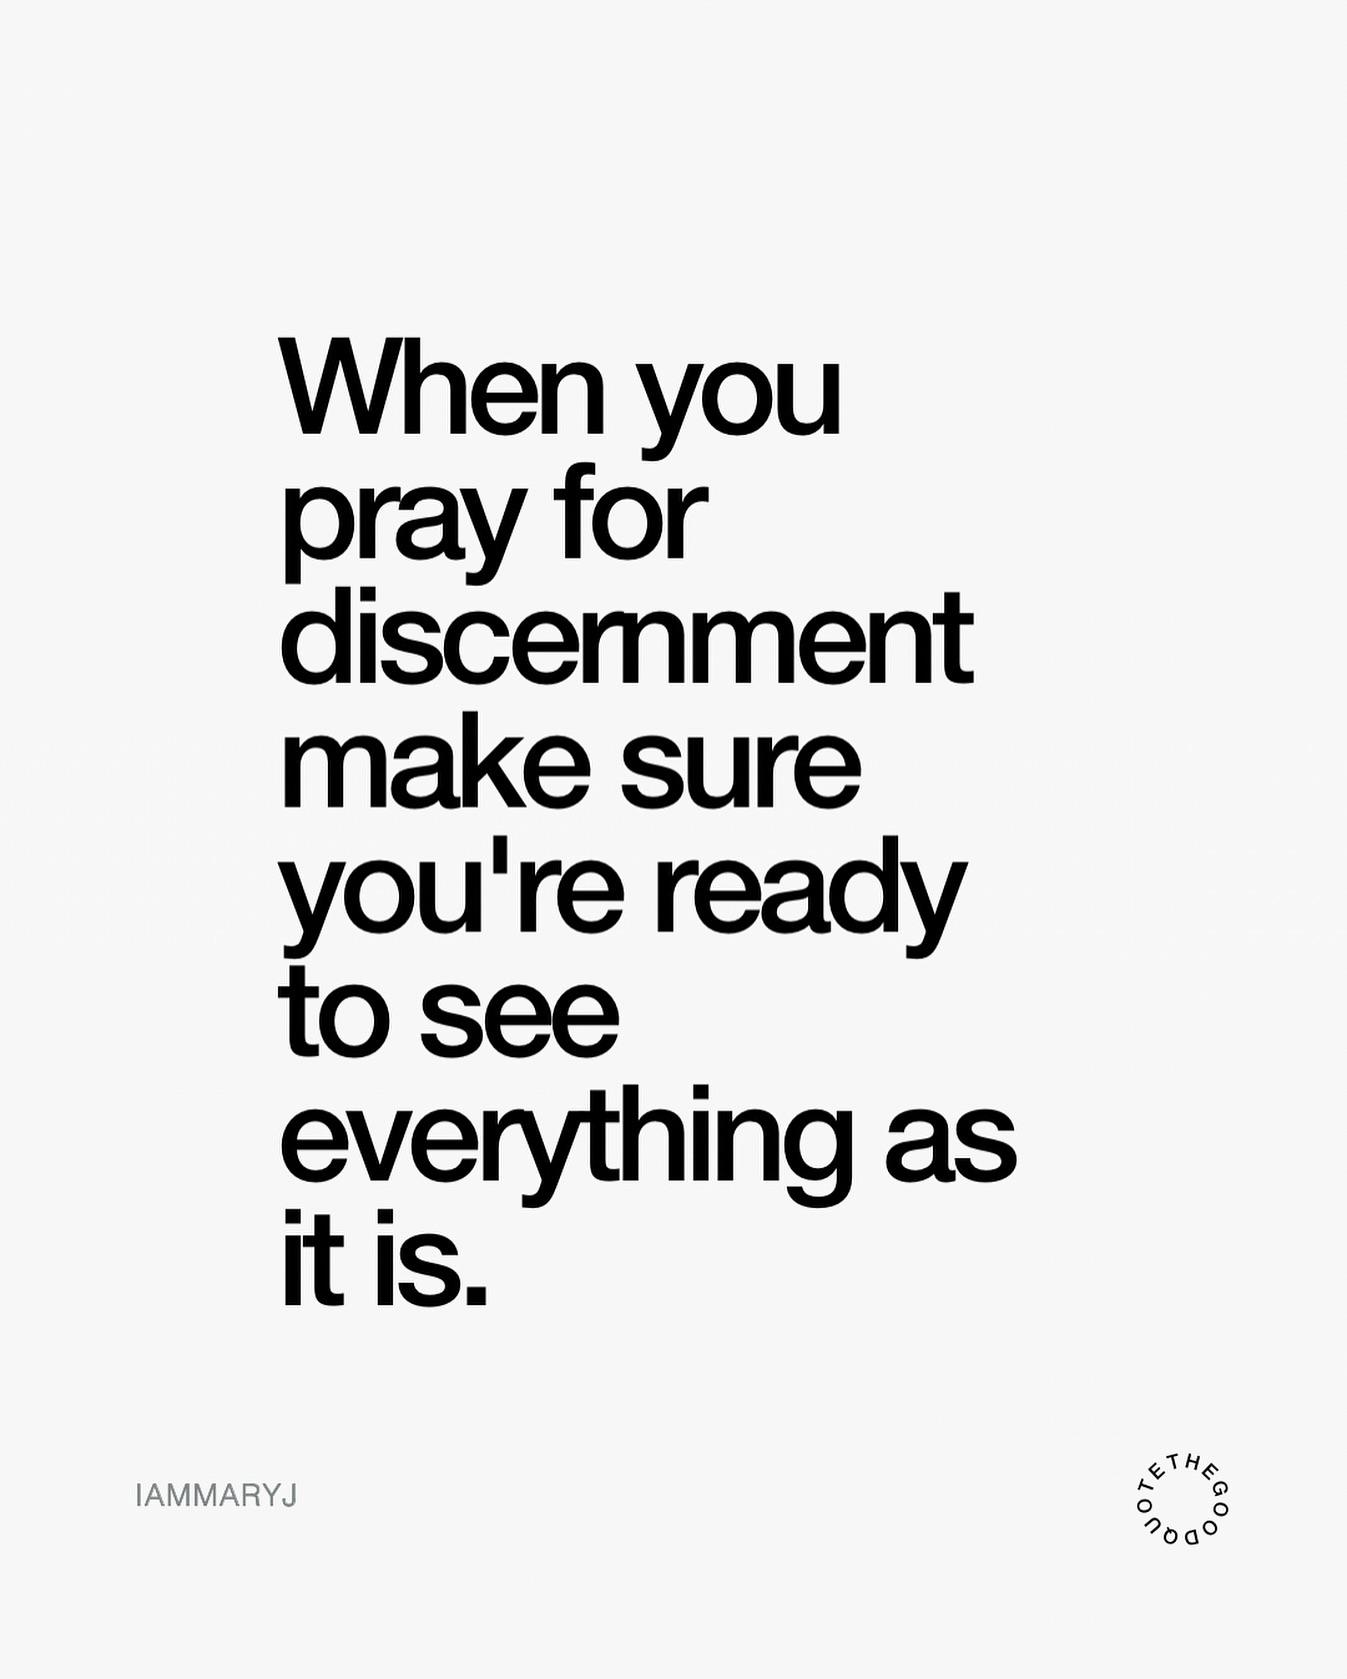 When you
pray for
discernment
make sure
you're ready
to see
everything as
it is.
IAMMARYJ
THEGOODQUOTE